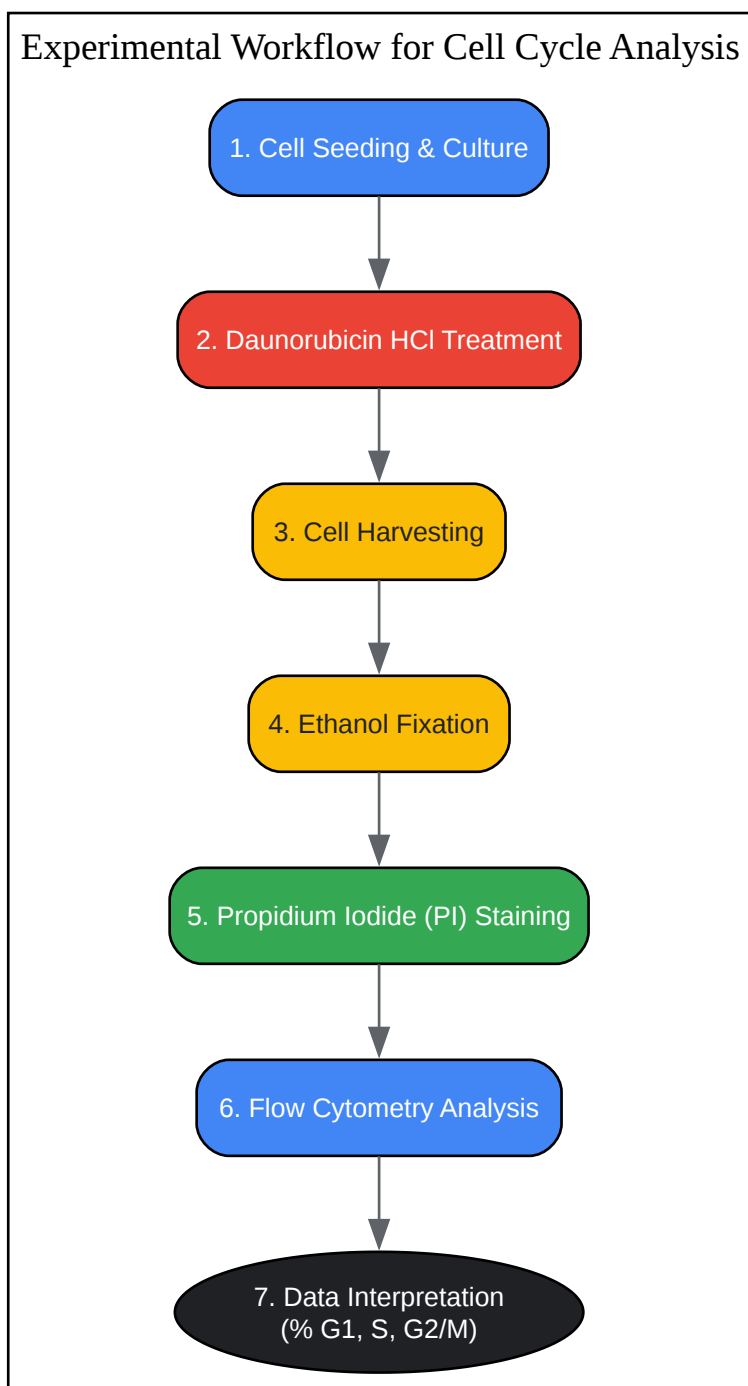 Experimental Workflow for Cell Cycle Analysis
1. Cell Seeding & Culture
2. Daunorubicin HCl Treatment
3. Cell Harvesting
4. Ethanol Fixation
5. Propidium Iodide (PI) Staining
6. Flow Cytometry Analysis
7. Data Interpretation
(% G1, S, G2/M)